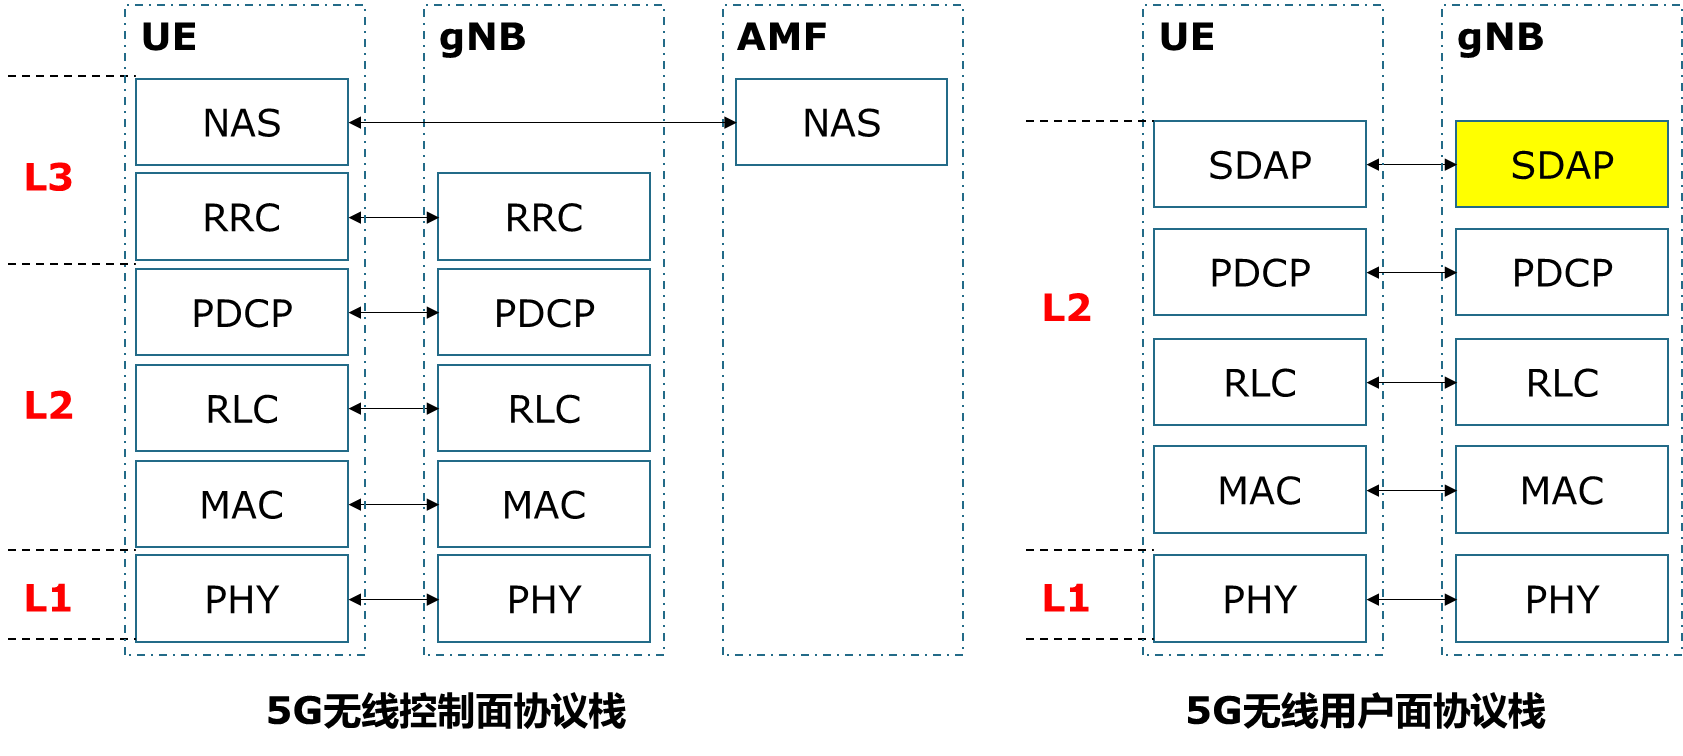 UE gNB AMF
NAS NAS
L3
RRC RRC
PDCP PDCP
L2
RLC RLC
MAC MAC
L1
PHY PHY
5G无线控制面协议栈
UE gNB
SDAP SDAP
PDCP PDCP
L2
RLC RLC
MAC MAC
L1
PHY PHY
5G无线用户面协议栈